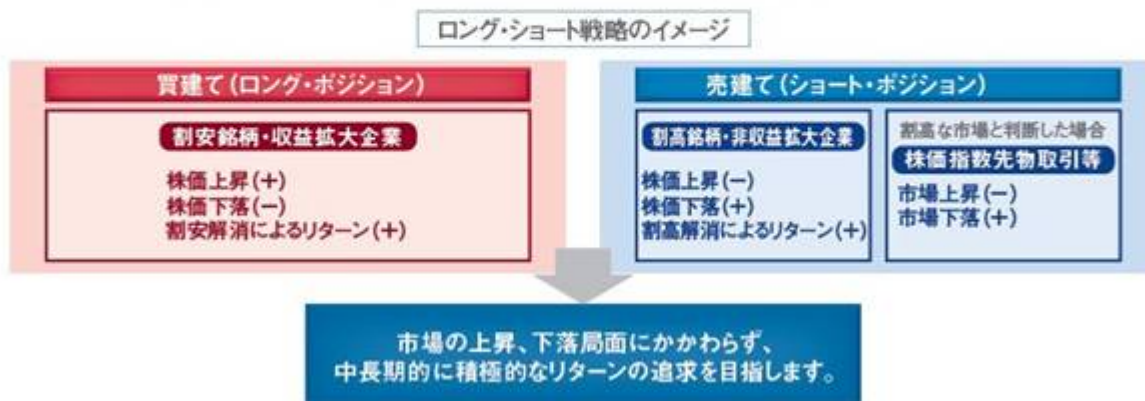 ロング・ショート戦略のイメージ
買建て(ロング・ポジション)
割安銘柄・収益拡大企業
株価上昇(+)
株価下落(−)
割安解消によるリターン(+)
売建て(ショート・ポジション)
割高銘柄・非収益拡大企業
株価上昇(−)
株価下落(+)
割高解消によるリターン(+)
割高な市場と判断した場合
株価指数先物取引等
市場上昇(−)
市場下落(+)
市場の上昇、下落局面にかかわらず、
中長期的に積極的なリターンの追求を目指します。